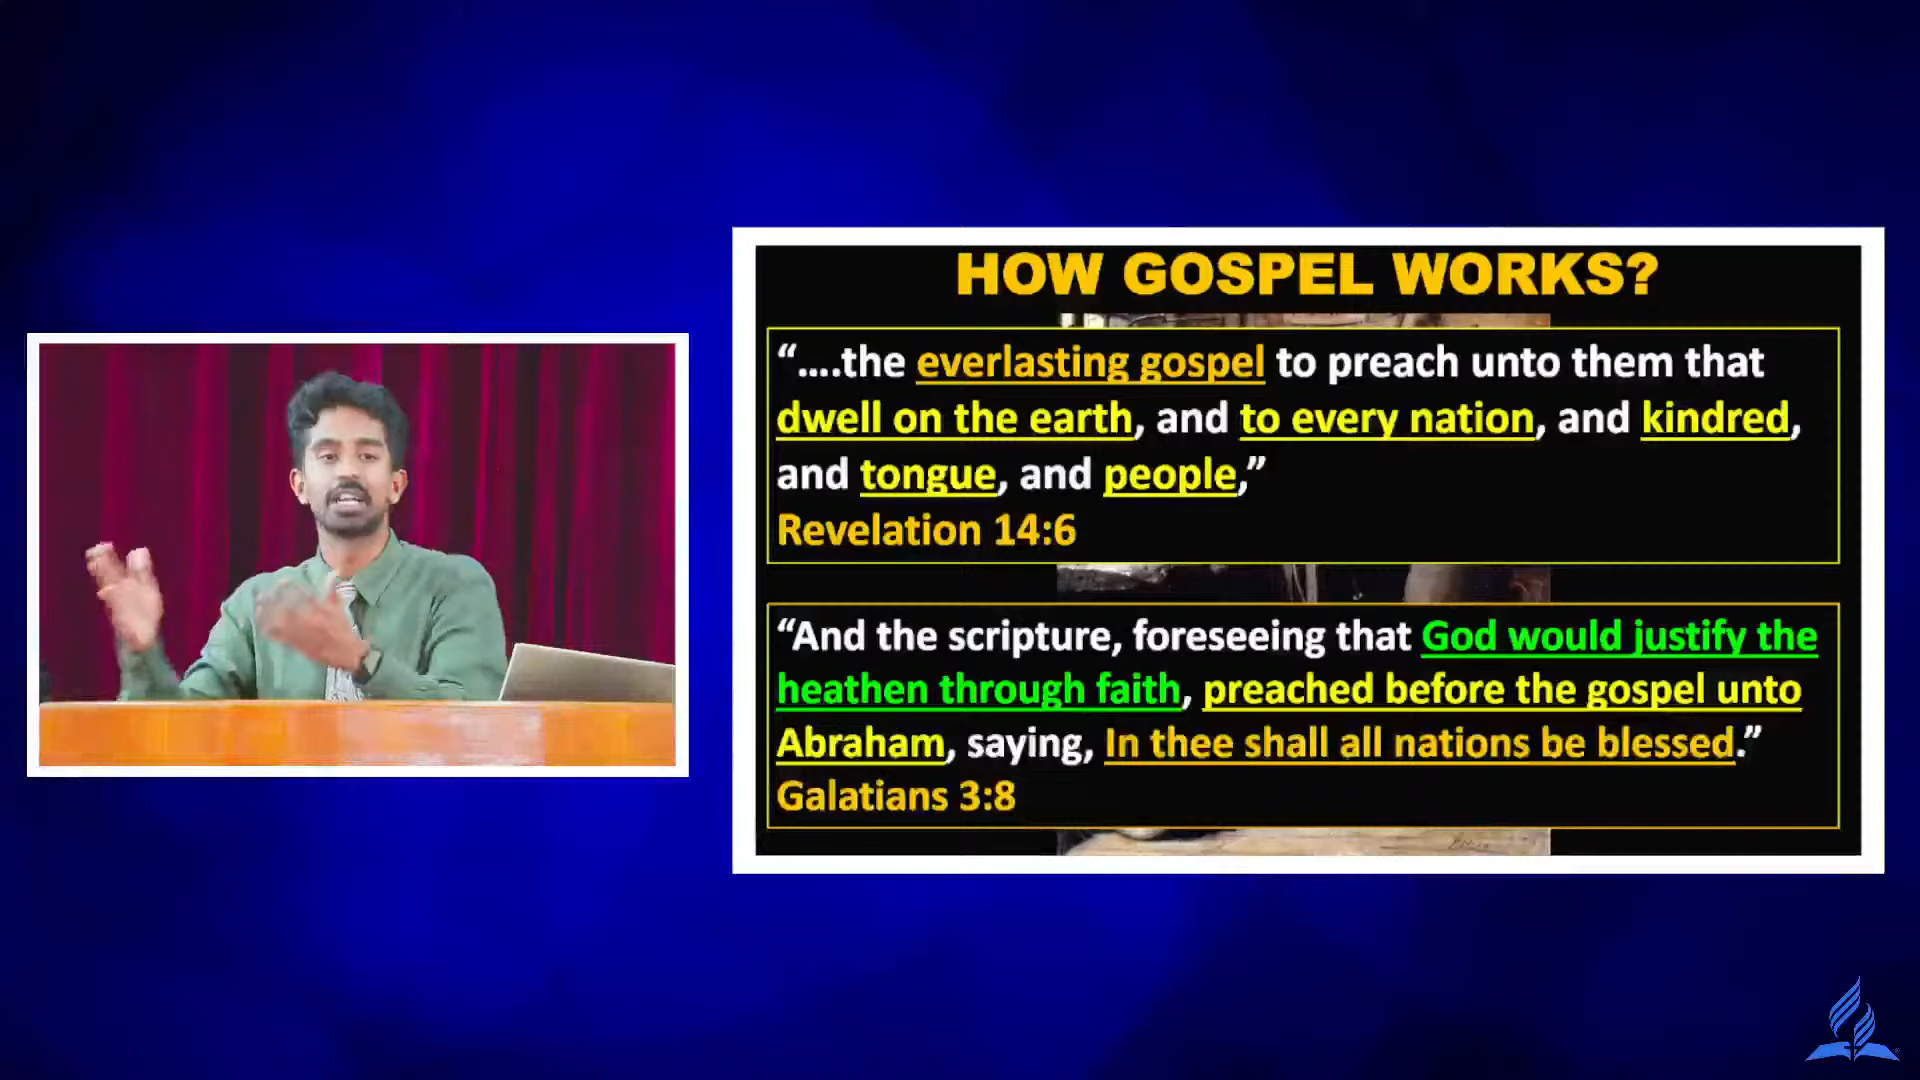 HOW GOSPEL WORKS?
“....the everlasting gospel to preach unto them that
dwell on the earth, and to every nation, and kindred,
and tongue, and people,”
Revelation 14:6
“And the scripture, foreseeing that God would justify the
heathen through faith, preached before the gospel unto
Abraham, saying, In thee shall all nations be blessed.”
Galatians 3:8